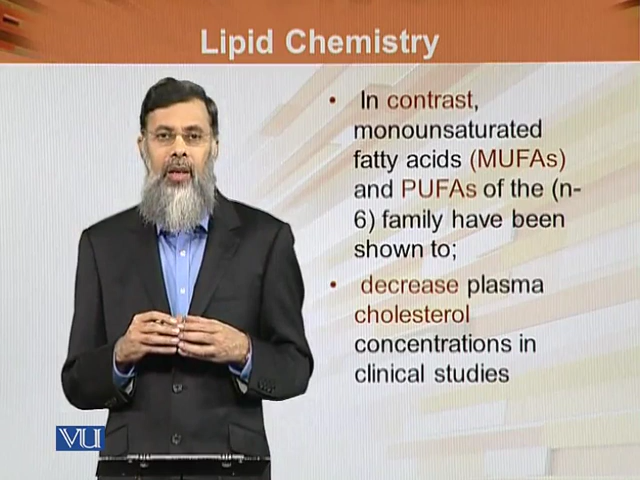 Lipid Chemistry
• In contrast,
monounsaturated
fatty acids (MUFAs)
and PUFAs of the (n-
6) family have been
shown to;
• decrease plasma
cholesterol
concentrations in
clinical studies
VU